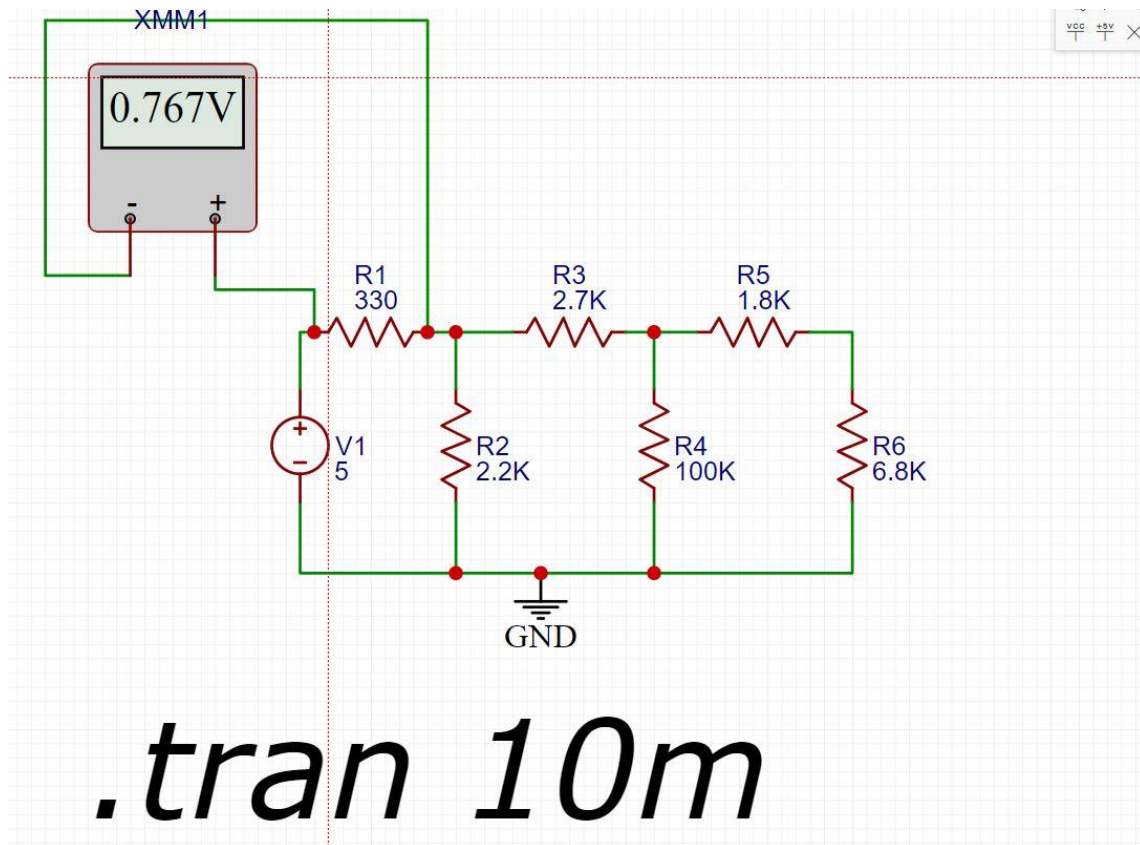 XMM1
VCC +5V
0.767V
- +
R1
330
R3
2.7K
R5
1.8K
+
-
V1
5
R2
2.2K
R4
100K
R6
6.8K
GND
.tran 10m